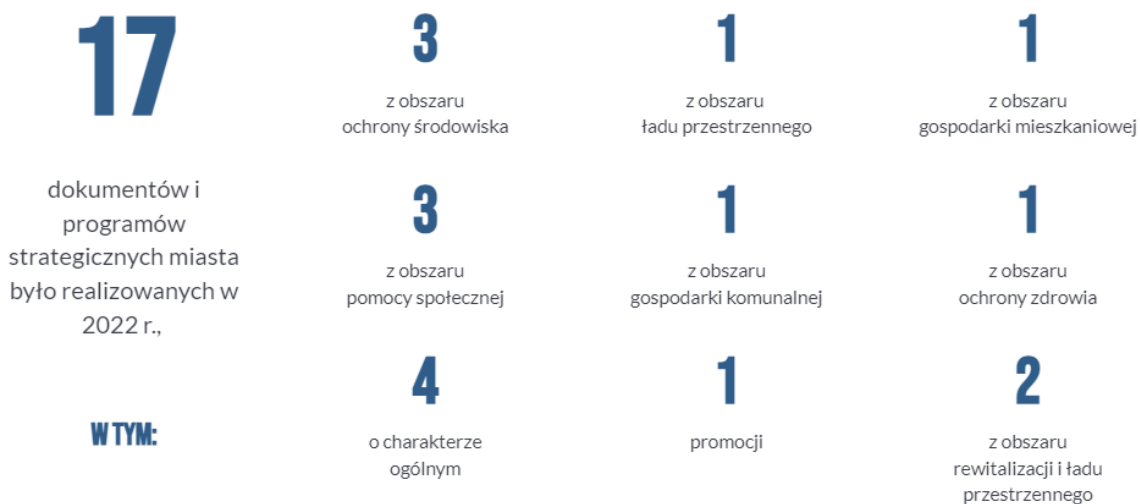 17
dokumentów i
programów
strategicznych miasta
było realizowanych w
2022 r.,
W TYM:
3
z obszaru
ochrony środowiska
1
z obszaru
ładu przestrzennego
1
z obszaru
gospodarki mieszkaniowej
3
z obszaru
pomocy społecznej
1
z obszaru
gospodarki komunalnej
1
z obszaru
ochrony zdrowia
4
o charakterze
ogólnym
1
promocji
2
z obszaru
rewitalizacji i ładu
przestrzennego